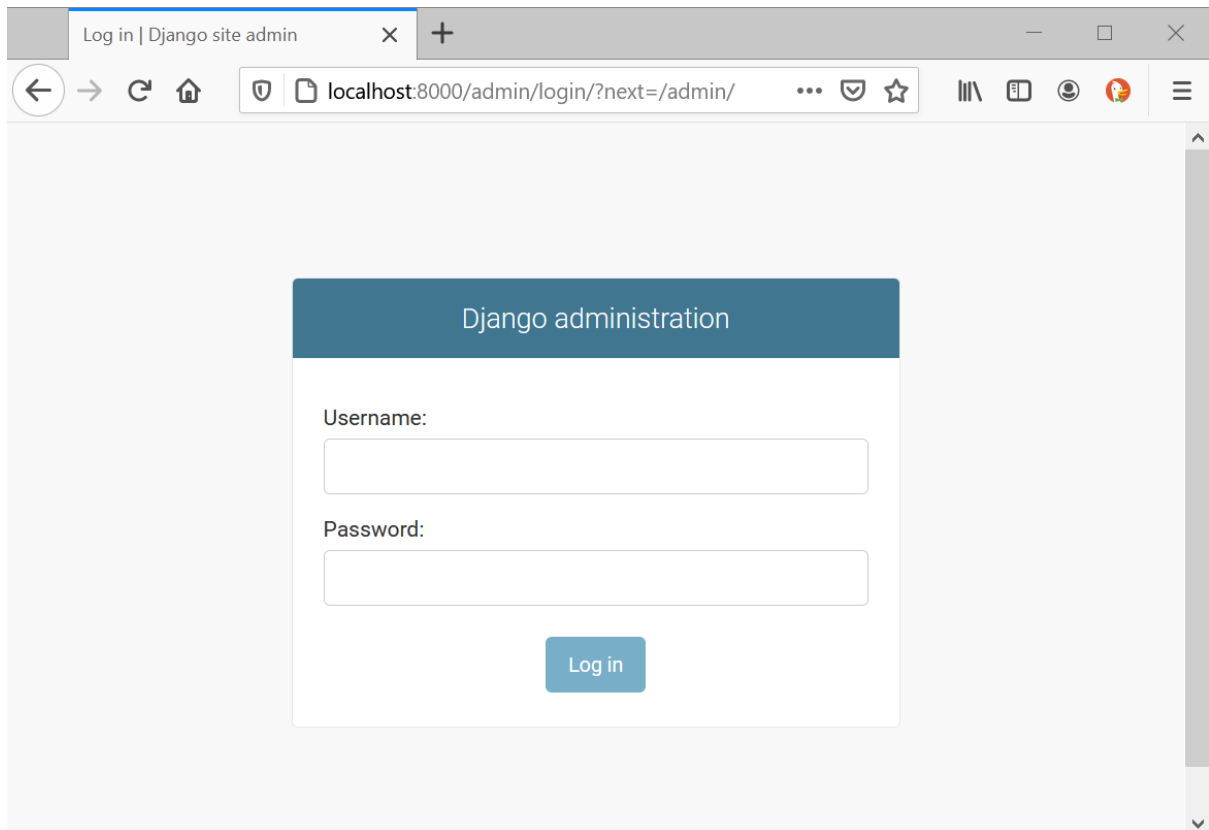 Log in | Django site admin
localhost:8000/admin/login/?next=/admin/
Django administration
Username:
Password:
Log in